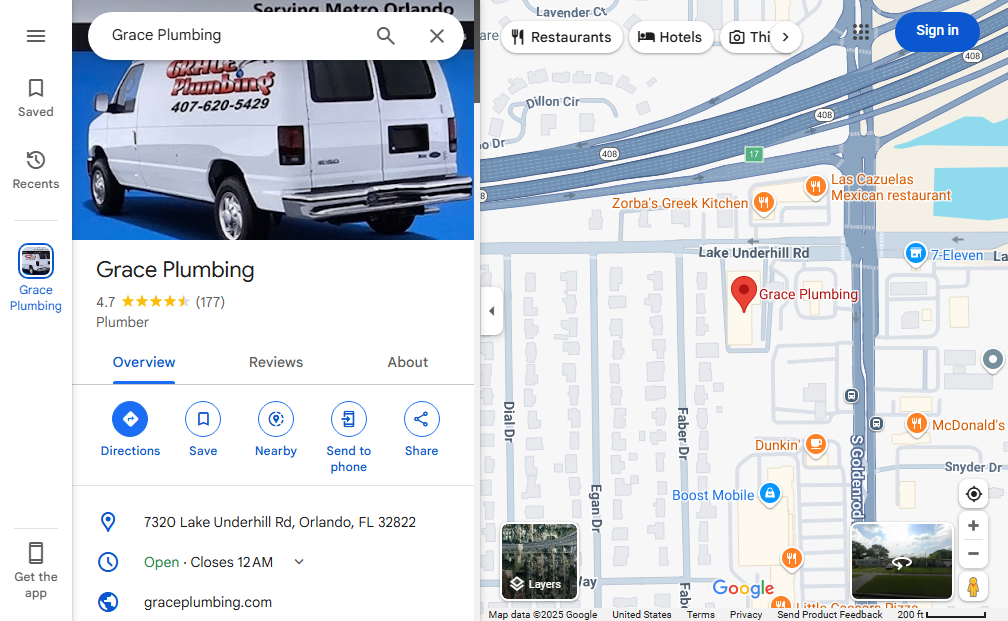 Serving Metro Orlando
Grace Plumbing
GRACE
Plumbing
407-620-5429
E250
Saved
Recents
Grace
Plumbing
Get the
app
Grace Plumbing
4.7 (177)
Plumber
Overview Reviews About
Directions Save Nearby Send to
phone Share
7320 Lake Underhill Rd, Orlando, FL 32822
Open · Closes 12 AM
graceplumbing.com
Restaurants
Hotels
Thi
Sign in
are
Lavender Ct
Dillon Cir
o Dr
408
408
408
8
17
Zorba's Greek Kitchen
Las Cazuelas
Mexican restaurant
Lake Underhill Rd
7-Eleven
La
Grace Plumbing
Dial Dr
Egan Dr
Faber Dr
S Goldenrod
McDonald's
Dunkin'
Snyder Dr
Boost Mobile
Way
Fab
Little Caesars Pizza
Layers
Google
Map data ©2025 Google United States Terms Privacy Send Product Feedback 200 ft